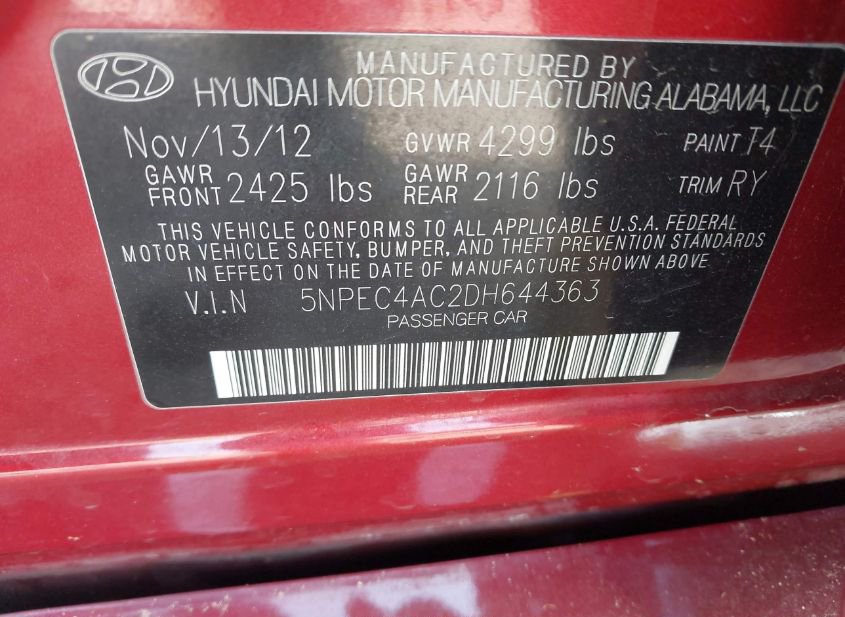 MANUFACTURED BY
HYUNDAI MOTOR MANUFACTURING ALABAMA, LLC
Nov/13/12 GVWR 4299 lbs PAINT T4
GAWR FRONT 2425 lbs GAWR REAR 2116 lbs TRIM RY
THIS VEHICLE CONFORMS TO ALL APPLICABLE U.S.A. FEDERAL
MOTOR VEHICLE SAFETY, BUMPER, AND THEFT PREVENTION STANDARDS
IN EFFECT ON THE DATE OF MANUFACTURE SHOWN ABOVE
V.I.N 5NPEC4AC2DH644363
PASSENGER CAR